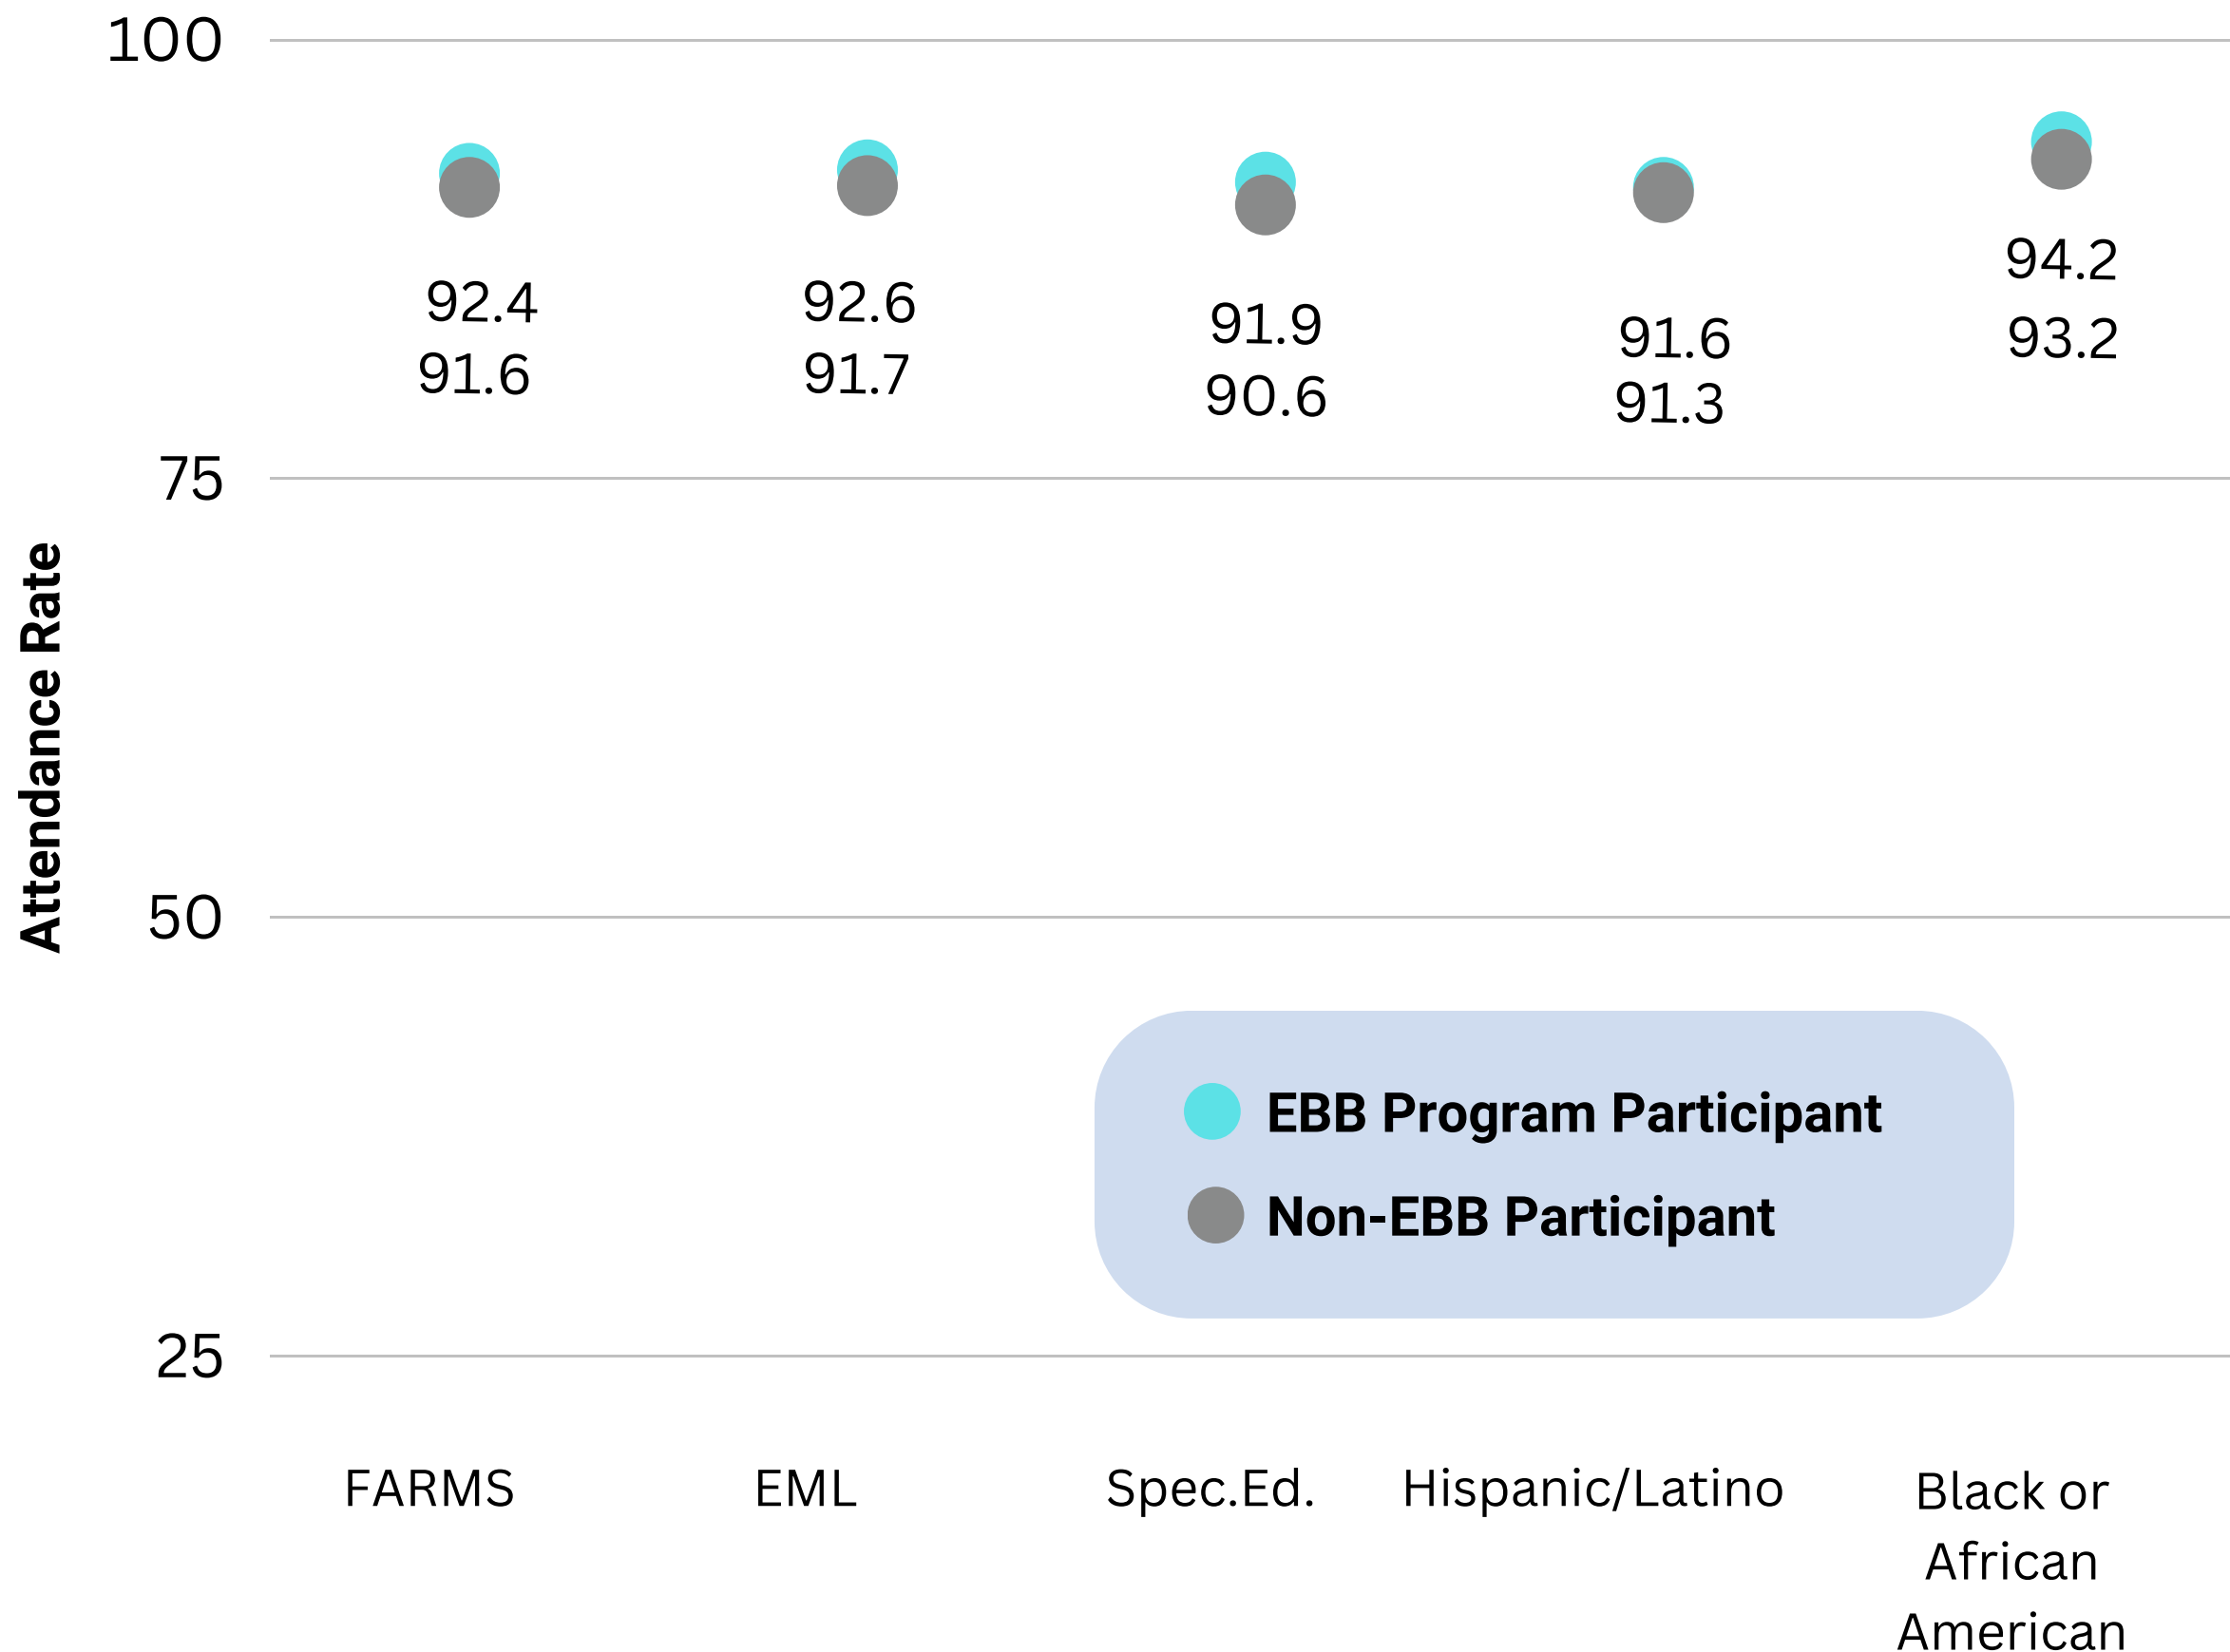 100
92.4
91.6
92.6
91.7
91.9
90.6
91.6
91.3
94.2
93.2
75
Attendance Rate
50
EBB Program Participant
Non-EBB Participant
25
FARMS
EML
Spec.Ed.
Hispanic/Latino
Black or
African
American